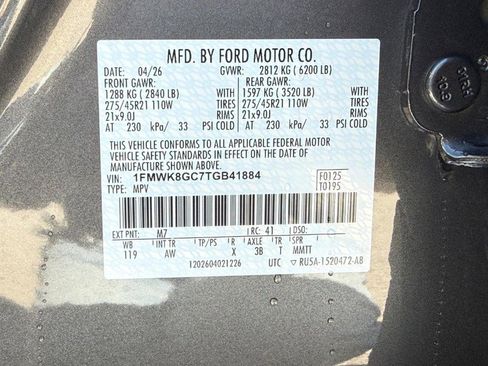 MFD. BY FORD MOTOR CO.
04/26 GVWR: 2812 KG ( 6200 LB)
FRONT GAWR: REAR GAWR:
1288 KG ( 2840 LB) WITH 1597 KG ( 3520 LB) WITH
275/45R21 110W TIRES 275/45R21 110W TIRES
21x9.0J RIMS 21x9.0J RIMS
AT 230 kPa/ 33 PSI COLD AT 230 kPa/ 33 PSI COLD
THIS VEHICLE CONFORMS TO ALL APPLICABLE FEDERAL MOTOR
VEHICLE SAFETY, BUMPER, AND THEFT PREVENTION STANDARDS IN EFFECT ON THE DATE OF
MANUFACTURE SHOWN ABOVE.
VIN: 1FMWK8GC7TGB41884 F0125
TYPE: MPV T0195
EXT PNT: M7 RC: 41 DSO:
WB INT TR TP/PS R AXLE TR SPR
119 AW X 3B T MMTT
1202604021226 UTC ▽ RU5A-1520472-AB